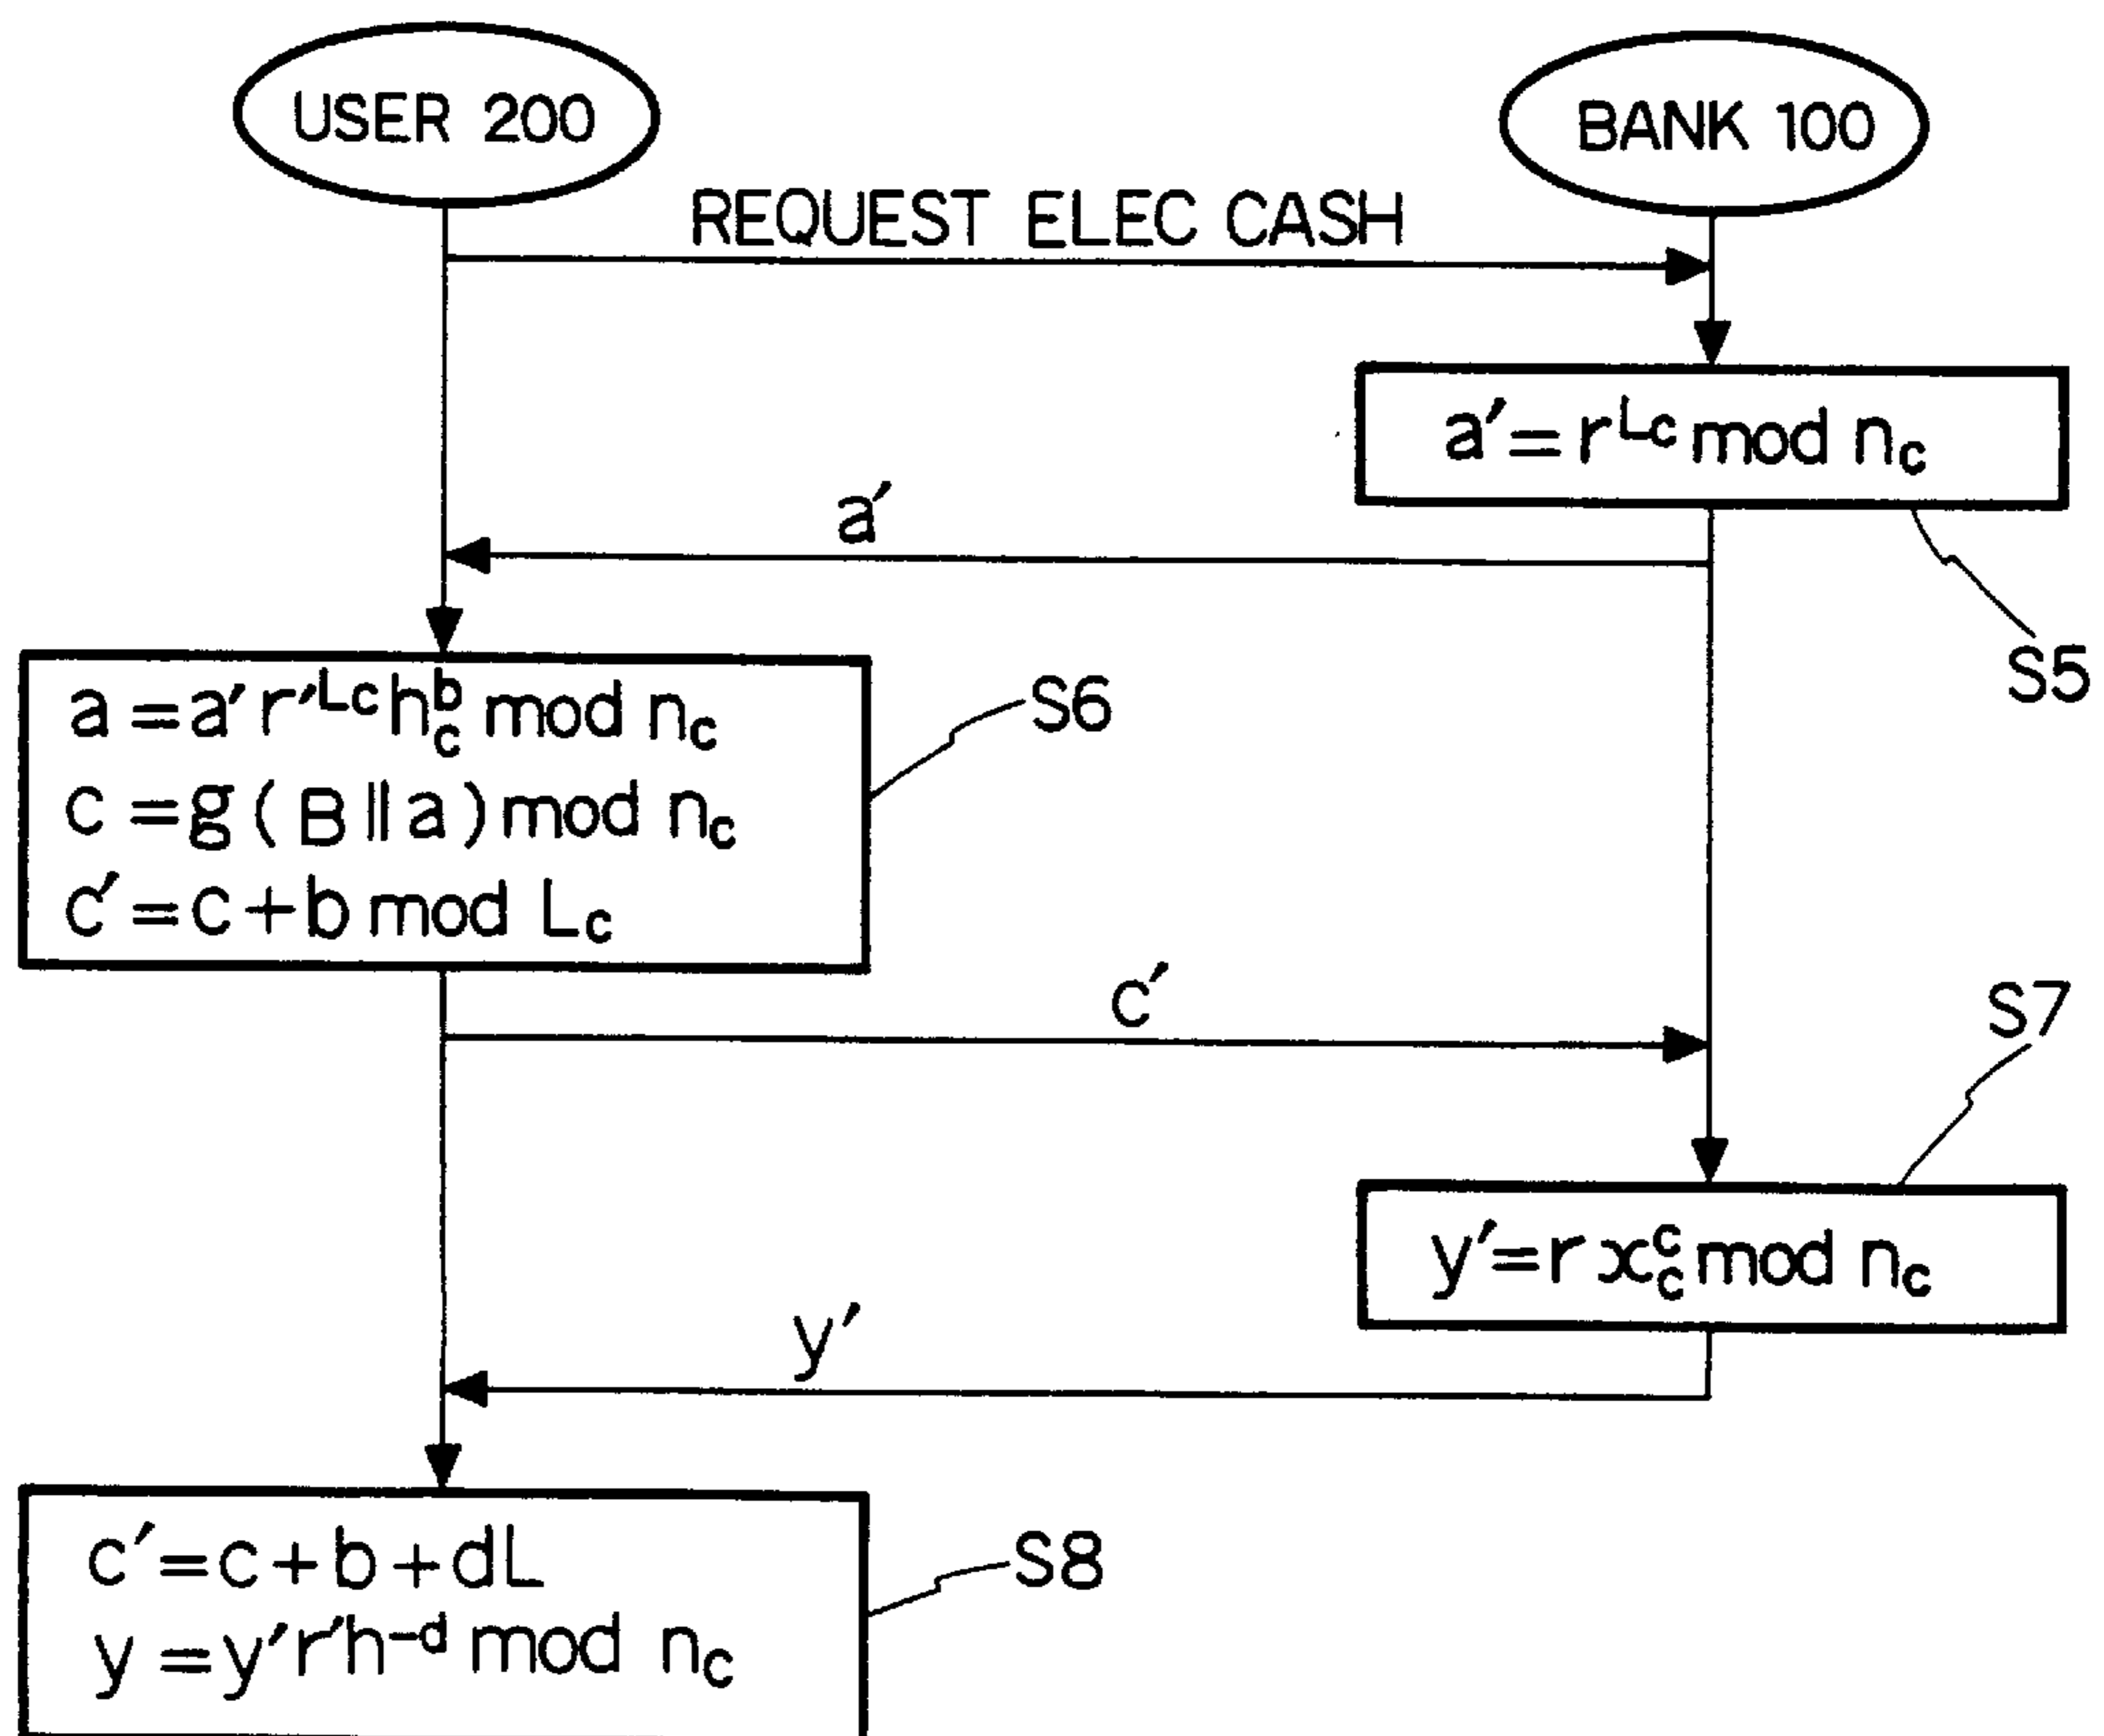 USER 200
BANK 100
REQUEST ELEC CASH
a′=r^Lc mod n_c
a′
S5
a=a′r′^Lc h_c^b mod n_c
c=g(B‖a)mod n_c
c′=c+b mod L_c
S6
c′
S7
y′=r x_c^c mod n_c
y′
c′=c+b+dL
y=y′r′h^-d mod n_c
S8